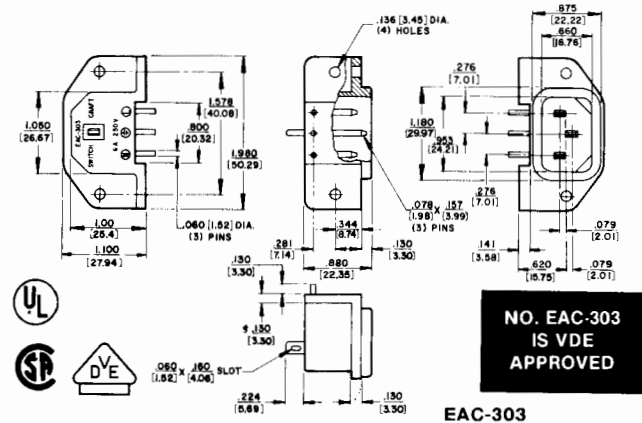 .136 [3.45] DIA.
(4) HOLES
.875
[22.22]
.660
[16.76]
.276
[7.01]
1.050
[26.67]
SWITCH CRAFT
EAC-303
6A 250V
1.578
[40.08]
.800
[20.32]
1.980
[50.29]
1.180
[29.97]
.953
[24.21]
.276
[7.01]
.078 x .157
[1.98] [3.99]
(3) PINS
.060 [1.52] DIA.
(3) PINS
1.00
[25.4]
1.100
[27.94]
.344
[8.74]
.281
[7.14]
.130
[3.30]
.880
[22.35]
.079
[2.01]
.141
[3.58]
.620
[15.75]
.079
[2.01]
.130
[3.30]
.130
[3.30]
.060 x .160 SLOT
[1.52] [4.06]
.224
[5.69]
.130
[3.30]
UL
SA
DVE
NO. EAC-303
IS VDE
APPROVED
EAC-303